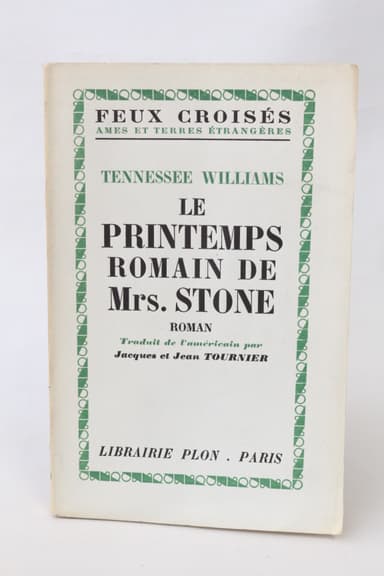 FEUX CROISÉS
AMES ET TERRES ÉTRANGÈRES
TENNESSEE WILLIAMS
LE
PRINTEMPS
ROMAIN DE
Mrs. STONE
ROMAN
Traduit de l'américain par
Jacques et Jean TOURNIER
LIBRAIRIE PLON . PARIS